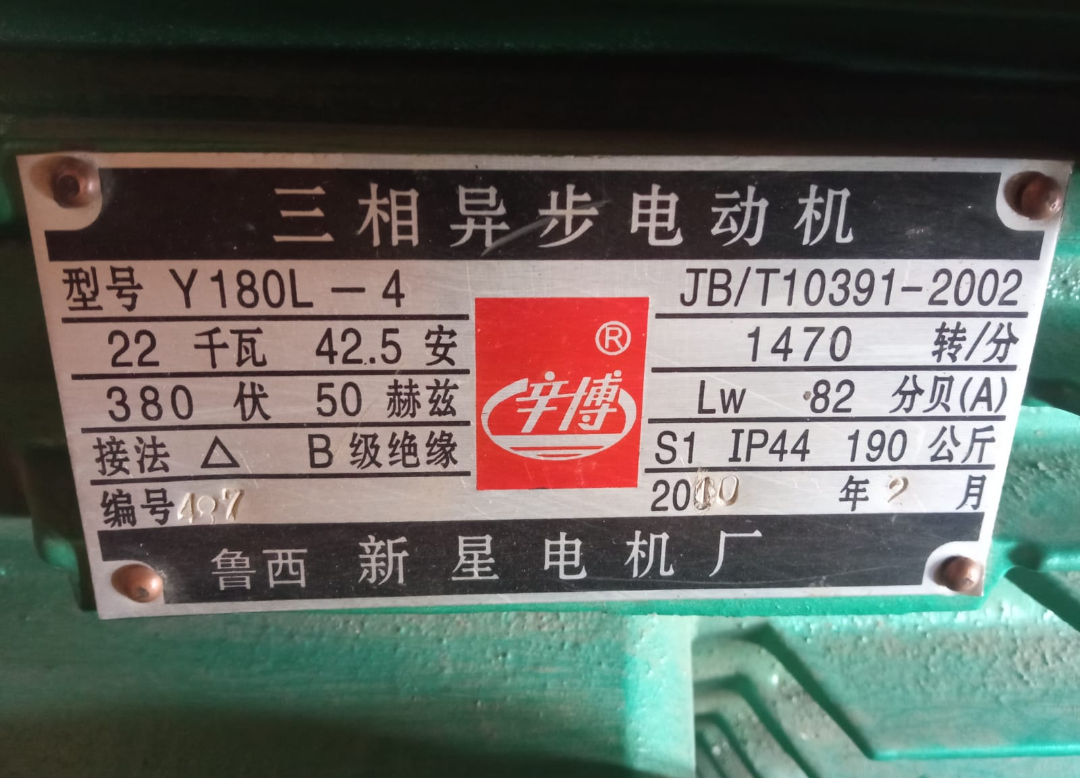 三相异步电动机
型号 Y180L-4 JB/T10391-2002
22 千瓦 42.5 安 1470 转/分
380 伏 50 赫兹 Lw 82 分贝(A)
接法 △ B 级绝缘 S1 IP44 190 公斤
编号 487 2010 年 2 月
辛博®
鲁西 新星电机厂